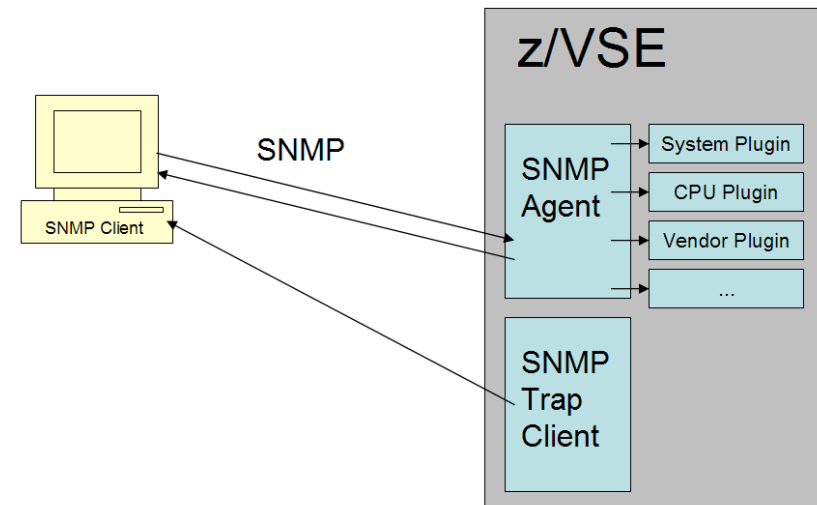 z/VSE
SNMP
SNMP Client
SNMP
Agent
System Plugin
CPU Plugin
Vendor Plugin
...
SNMP
Trap
Client